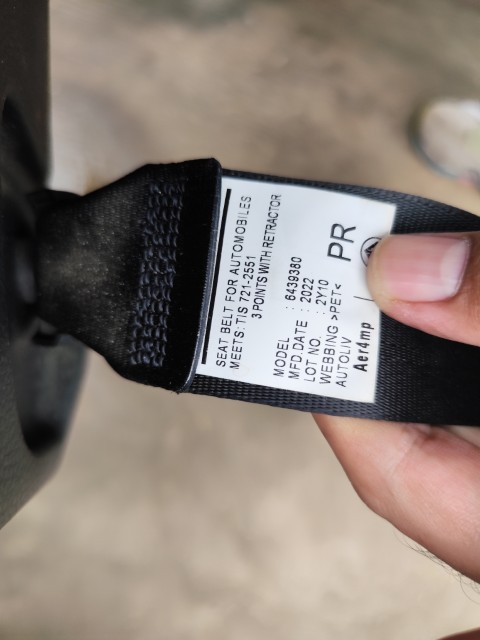 SEAT BELT FOR AUTOMOBILES
MEETS: TIS 721-2551
3 POINTS WITH RETRACTOR
MODEL : 6439380
MFD.DATE : 2022
LOT NO. : 2Y10
WEBBING >PET<
AUTOLIV
Aer4mp
PR